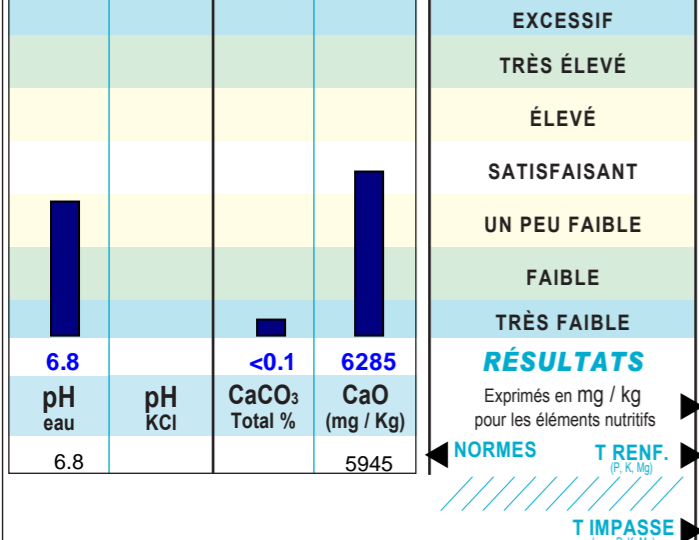 EXCESSIF
TRÈS ÉLEVÉ
ÉLEVÉ
SATISFAISANT
UN PEU FAIBLE
FAIBLE
TRÈS FAIBLE
6.8 <0.1 6285 RÉSULTATS
pH eau
pH KCl
CaCO₃ Total %
CaO (mg / Kg)
Exprimés en mg / kg
pour les éléments nutritifs
6.8 5945
NORMES T RENF.
(P, K, Mg)
T IMPASSE